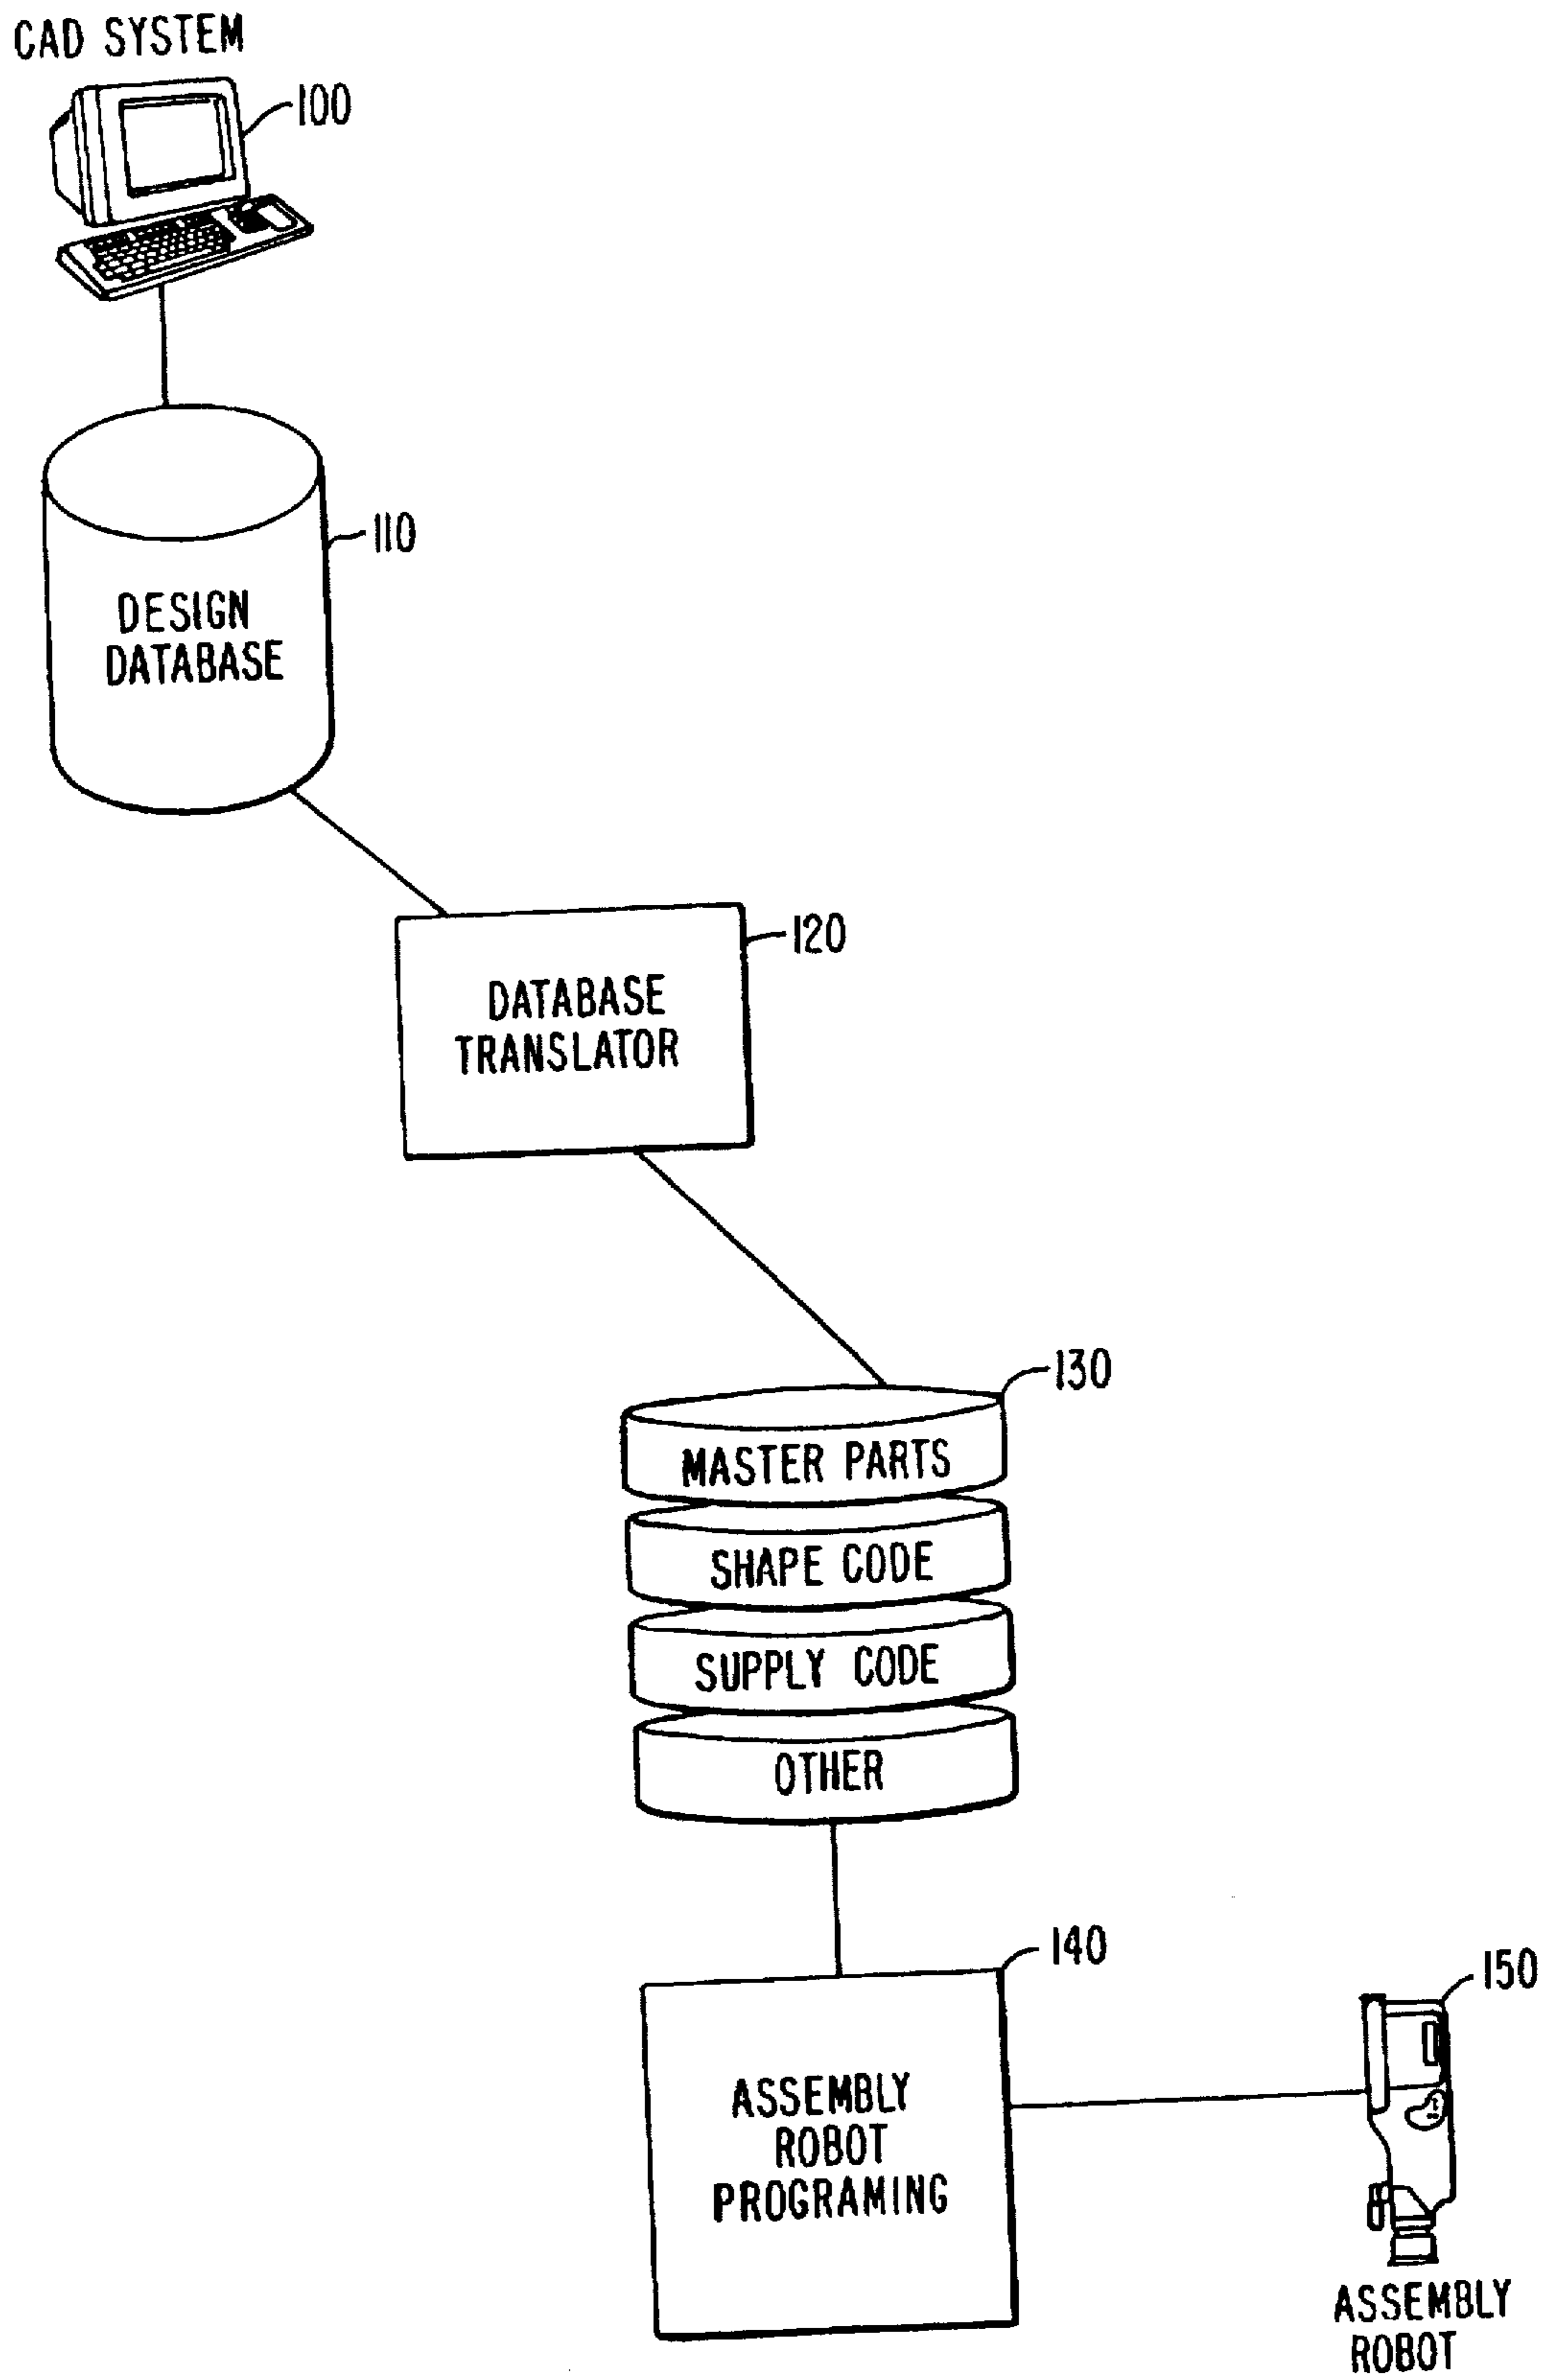 CAD SYSTEM
100
110
DESIGN
DATABASE
120
DATABASE
TRANSLATOR
130
MASTER PARTS
SHAPE CODE
SUPPLY CODE
OTHER
140
150
ASSEMBLY
ROBOT
PROGRAMING
ASSEMBLY
ROBOT